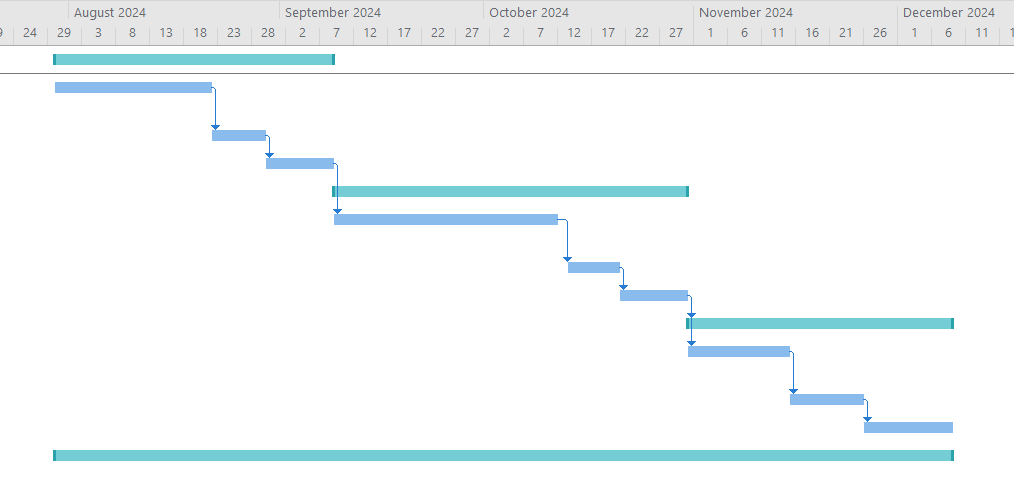 August 2024 September 2024 October 2024 November 2024 December 2024
24 29 3 8 13 18 23 28 2 7 12 17 22 27 2 7 12 17 22 27 1 6 11 16 21 26 1 6 11